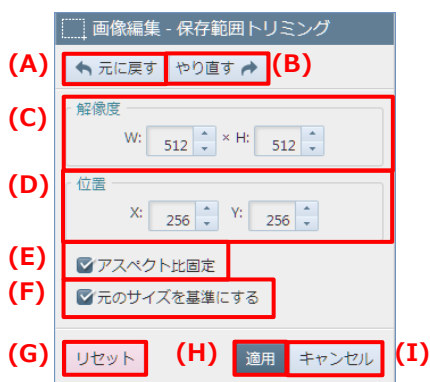 画像編集 - 保存範囲トリミング
(A) 元に戻す やり直す (B)
(C) 解像度
W: 512 × H: 512
(D) 位置
X: 256 Y: 256
(E) アスペクト比固定
(F) 元のサイズを基準にする
(G) リセット (H) 適用 キャンセル (I)